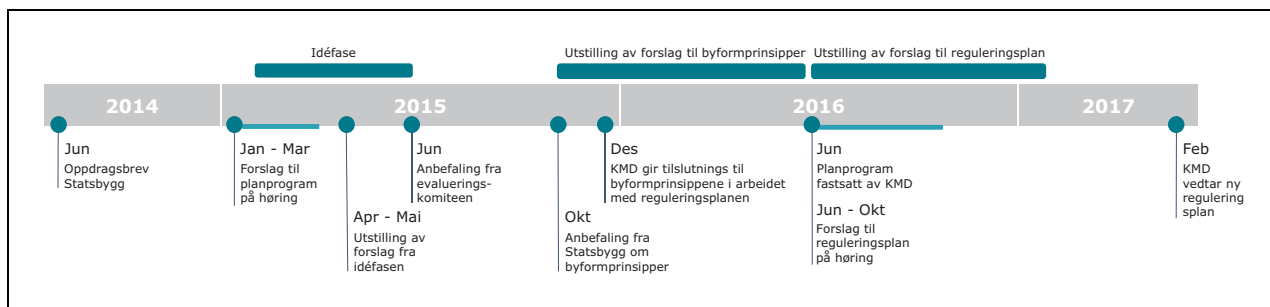 Idéfase
Utstilling av forslag til byformprinsipper
Utstilling av forslag til reguleringsplan
2014
2015
2016
2017
Jun
Oppdragsbrev
Statsbygg
Jan - Mar
Forslag til
planprogram
på høring
Apr - Mai
Utstilling av
forslag fra
idéfasen
Jun
Anbefaling fra
evaluerings-
komiteen
Okt
Anbefaling fra
Statsbygg om
byformprinsipper
Des
KMD gir tilslutnings til
byformprinsippene i arbeidet
med reguleringsplanen
Jun
Planprogram
fastsatt av KMD
Jun - Okt
Forslag til
reguleringsplan
på høring
Feb
KMD
vedtar ny
regulering
splan